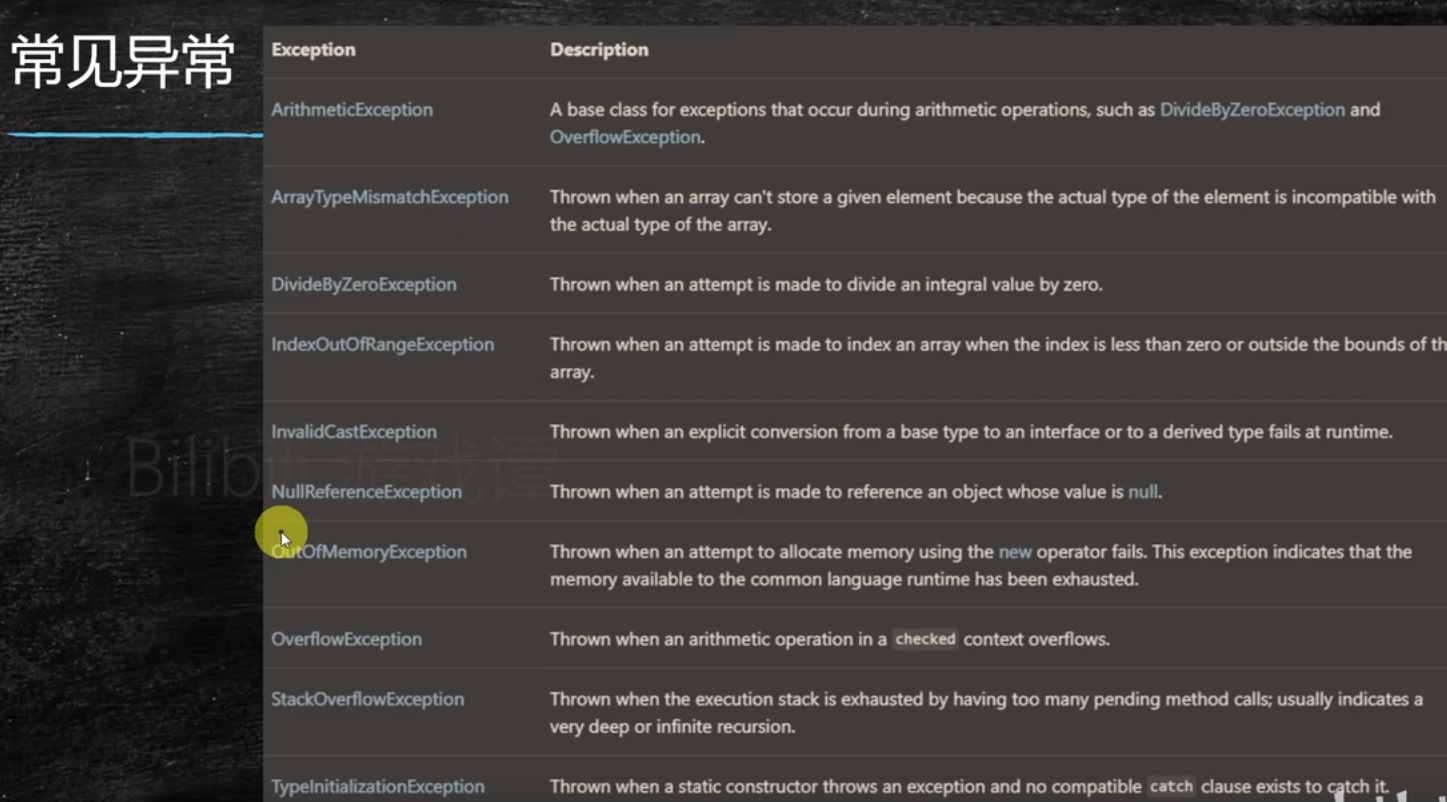 常见异常
Exception Description
ArithmeticException A base class for exceptions that occur during arithmetic operations, such as DivideByZeroException and
OverflowException.
ArrayTypeMismatchException Thrown when an array can't store a given element because the actual type of the element is incompatible with
the actual type of the array.
DivideByZeroException Thrown when an attempt is made to divide an integral value by zero.
IndexOutOfRangeException Thrown when an attempt is made to index an array when the index is less than zero or outside the bounds of th
array.
InvalidCastException Thrown when an explicit conversion from a base type to an interface or to a derived type fails at runtime.
Bilibili 游戏谭
NullReferenceException Thrown when an attempt is made to reference an object whose value is null.
OutOfMemoryException Thrown when an attempt to allocate memory using the new operator fails. This exception indicates that the
memory available to the common language runtime has been exhausted.
OverflowException Thrown when an arithmetic operation in a checked context overflows.
StackOverflowException Thrown when the execution stack is exhausted by having too many pending method calls; usually indicates a
very deep or infinite recursion.
TypeInitializationException Thrown when a static constructor throws an exception and no compatible catch clause exists to catch it.